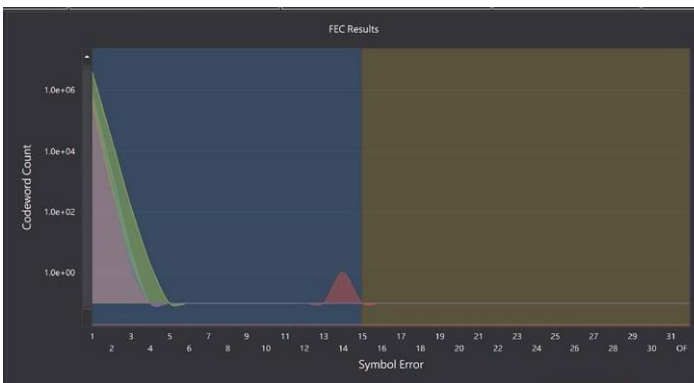 FEC Results
1.0e+06
1.0e+04
1.0e+02
1.0e+00
Codeword Count
1 3 5 7 9 11 13 15 17 19 21 23 25 27 29 31
2 4 6 8 10 12 14 16 18 20 22 24 26 28 30 OF
Symbol Error